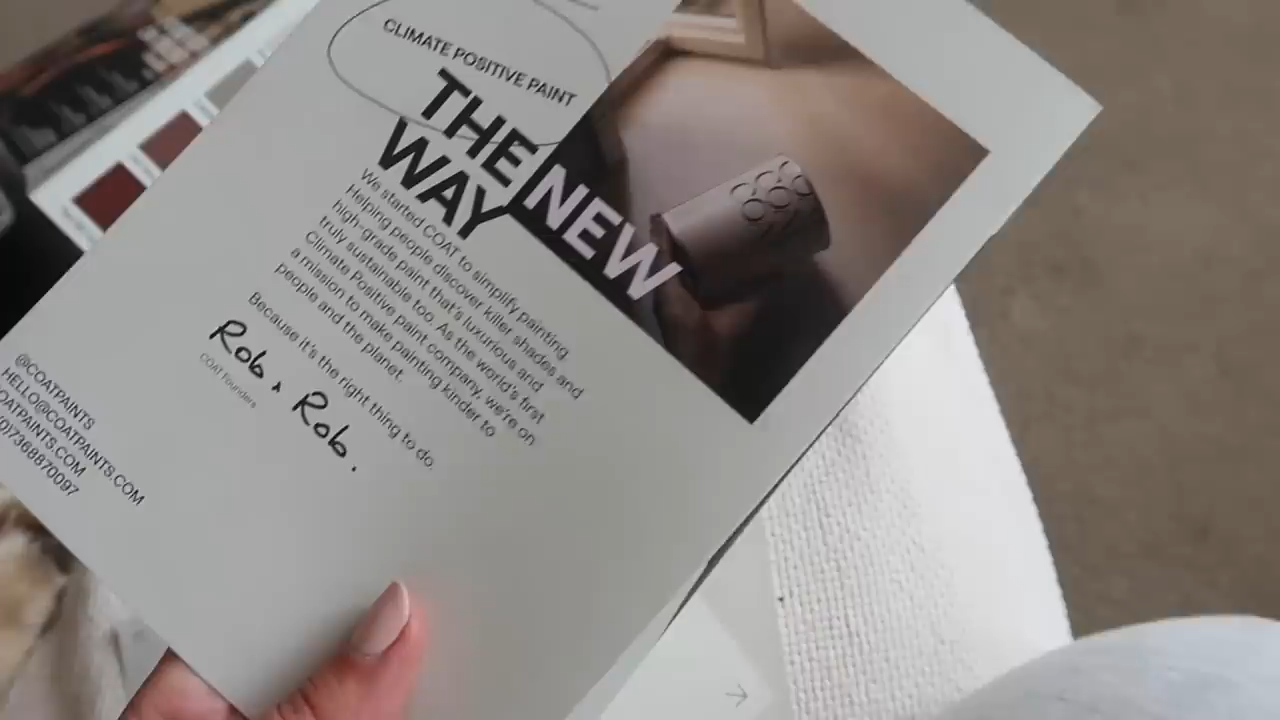 CLIMATE POSITIVE PAINT
THE NEW
WAY
We started COAT to simplify painting
Helping people discover killer shades and
high-grade paint that's luxurious and
truly sustainable too. As the world's first
Climate Positive paint company, we're on
a mission to make painting kinder to
people and the planet.
Because it's the right thing to do.
Rob & Rob.
COAT Founders
@COATPAINTS
HELLO@COATPAINTS.COM
COATPAINTS.COM
0)7368870097